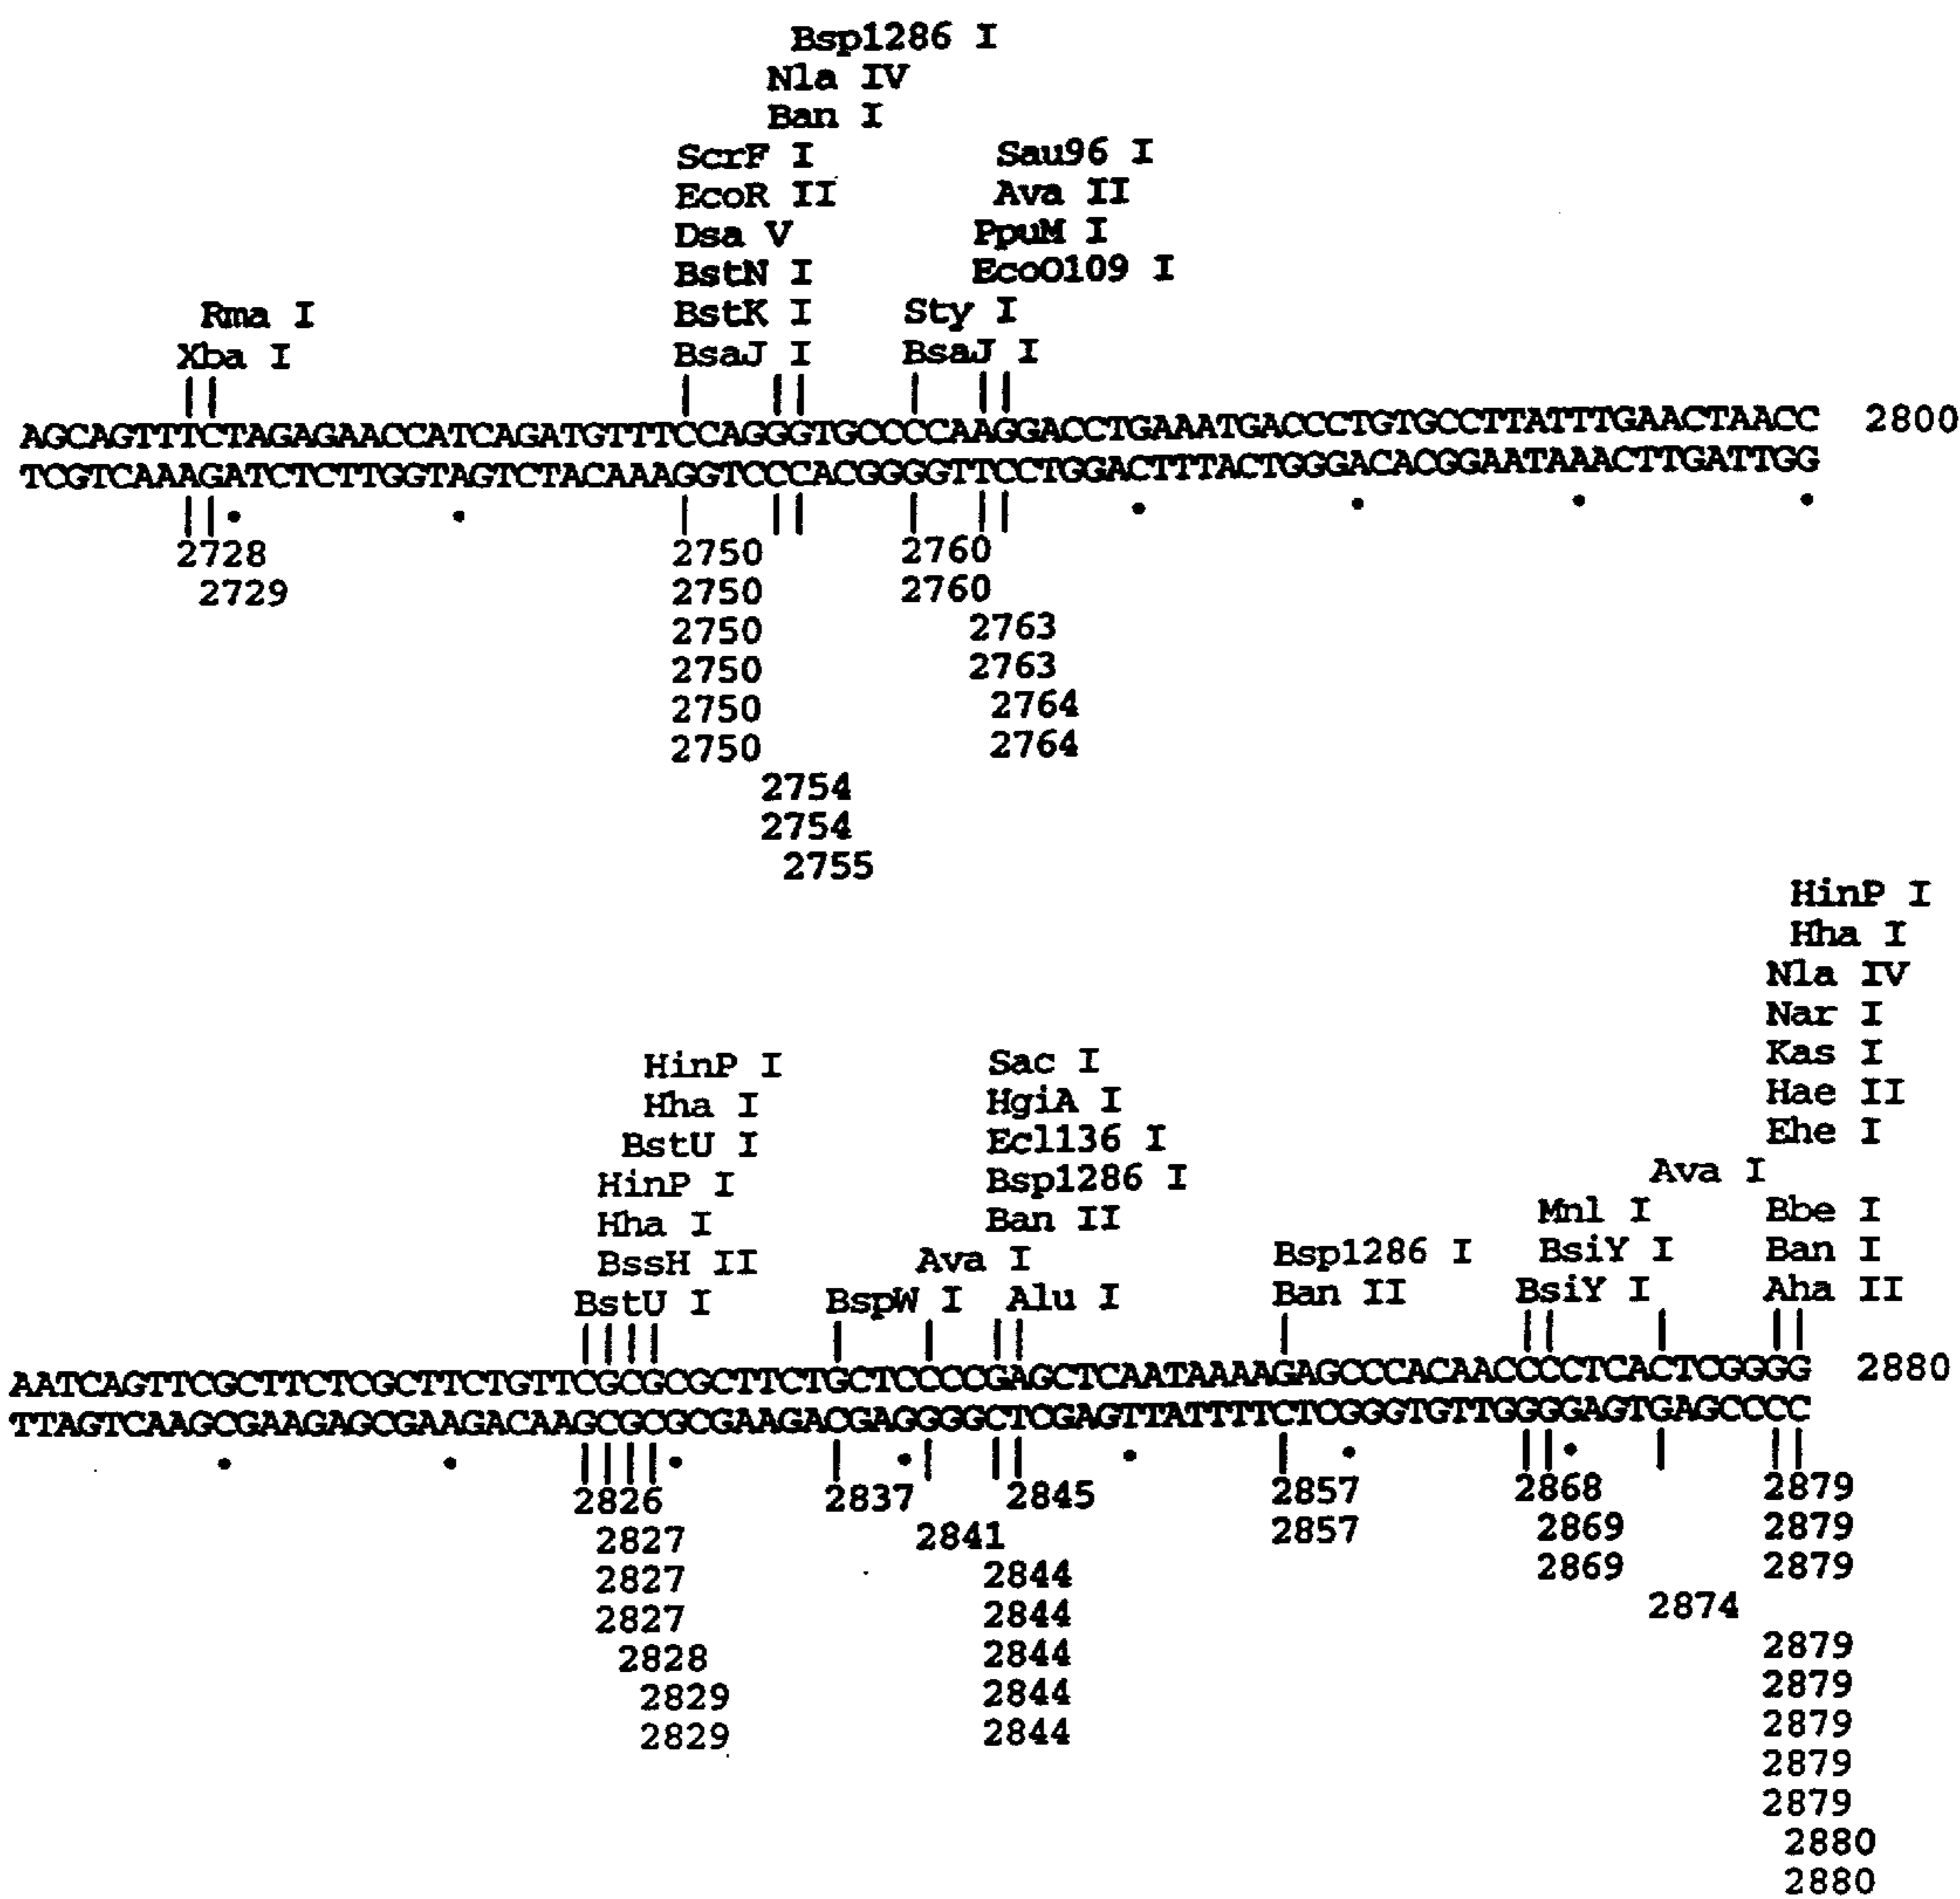 Bsp1286 I
Nla IV
Ban I
ScrF I Sau96 I
EcoR II Ava II
Dsa V PpuM I
BstN I EcoO109 I
Rma I BstK I Sty I
Xba I BsaJ I BsaJ I
AGCAGTTTCTAGAGAACCATCAGATGTTTCCAGGGTGCCCCAAGGACCTGAAATGACCCTGTGCCTTATTTGAACTAACC 2800
TCGTCAAAGATCTCTTGGTAGTCTACAAAGGTCCCACGGGGTTCCTGGACTTTACTGGGACACGGAATAAACTTGATTGG
2728 2750 2760
2729 2750 2760
2750 2763
2750 2763
2750 2764
2750 2764
2754
2754
2755
HinP I
Hha I
Nla IV
Nar I
HinP I Sac I Kas I
Hha I HgiA I Hae II
BstU I Ecl136 I Ehe I
HinP I Bsp1286 I Ava I
Hha I Ban II Mnl I Bbe I
BssH II Ava I Bsp1286 I BsiY I Ban I
BstU I BspW I Alu I Ban II BsiY I Aha II
AATCAGTTCGCTTCTCGCTTCTGTTCGCGCGCTTCTGCTCCCCGAGCTCAATAAAAGAGCCCACAACCCCTCACTCGGGG 2880
TTAGTCAAGCGAAGAGCGAAGACAAGCGCGCGAAGACGAGGGGCTCGAGTTATTTTCTCGGGTGTTGGGGAGTGAGCCCC
2826 2837 2845 2857 2868 2879
2827 2841 2857 2869 2879
2827 2844 2869 2879
2827 2844 2874
2828 2844 2879
2829 2844 2879
2829 2844 2879
2879
2879
2880
2880